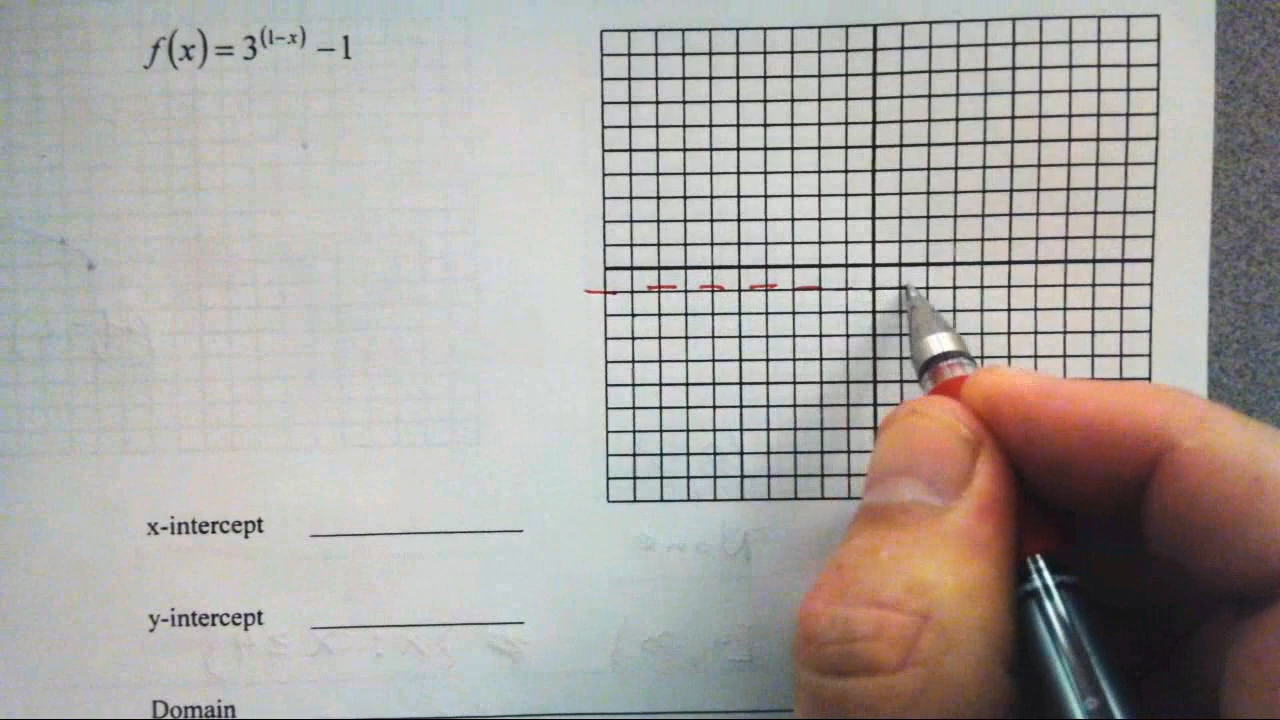 f(x) = 3^(1−x) − 1
x-intercept
y-intercept
Domain